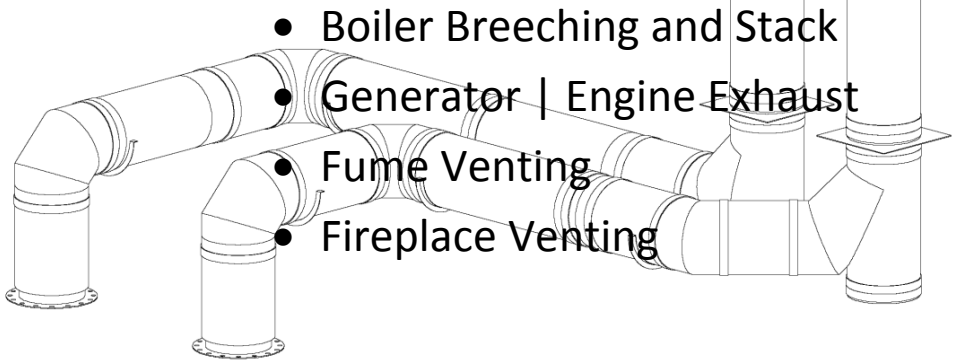 • Boiler Breeching and Stack
• Generator | Engine Exhaust
• Fume Venting
• Fireplace Venting